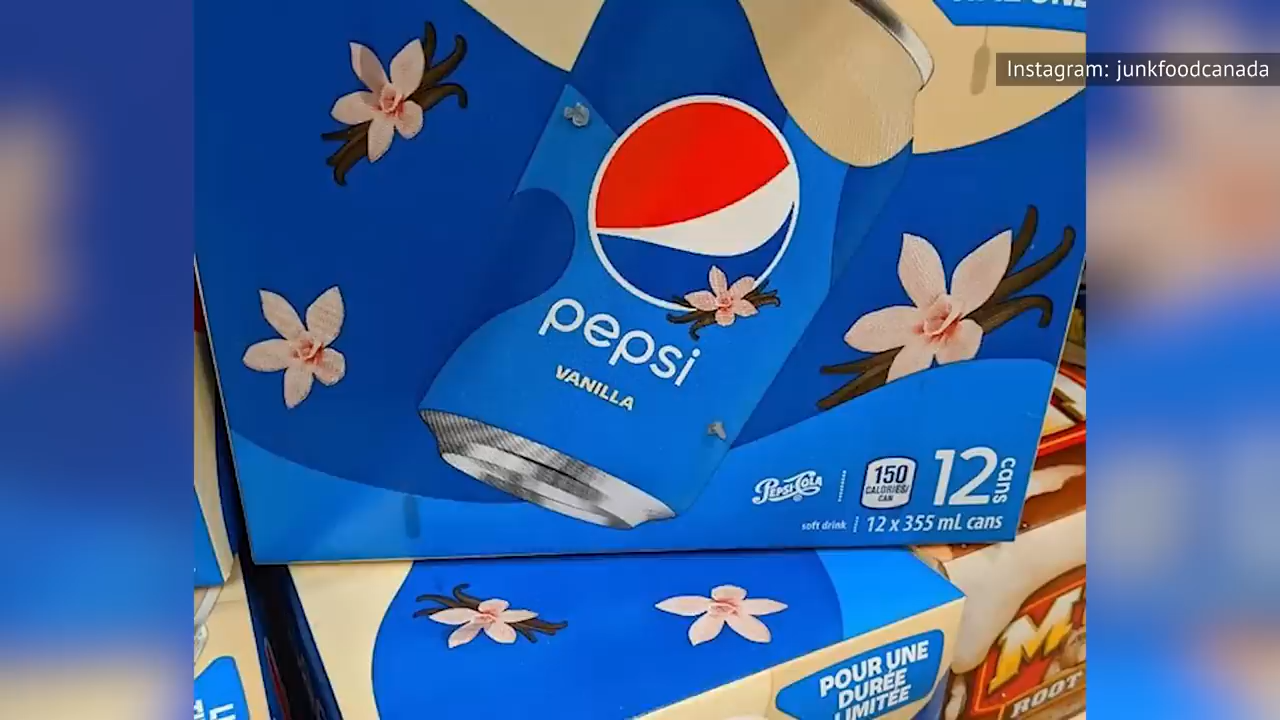 Instagram: junkfoodcanada
pepsi
VANILLA
PEPSI-COLA
150
CALORIES/
CAN
12
cans
soft drink
12 x 355 mL cans
POUR UNE
DURÉE
LIMITÉE
ROOT